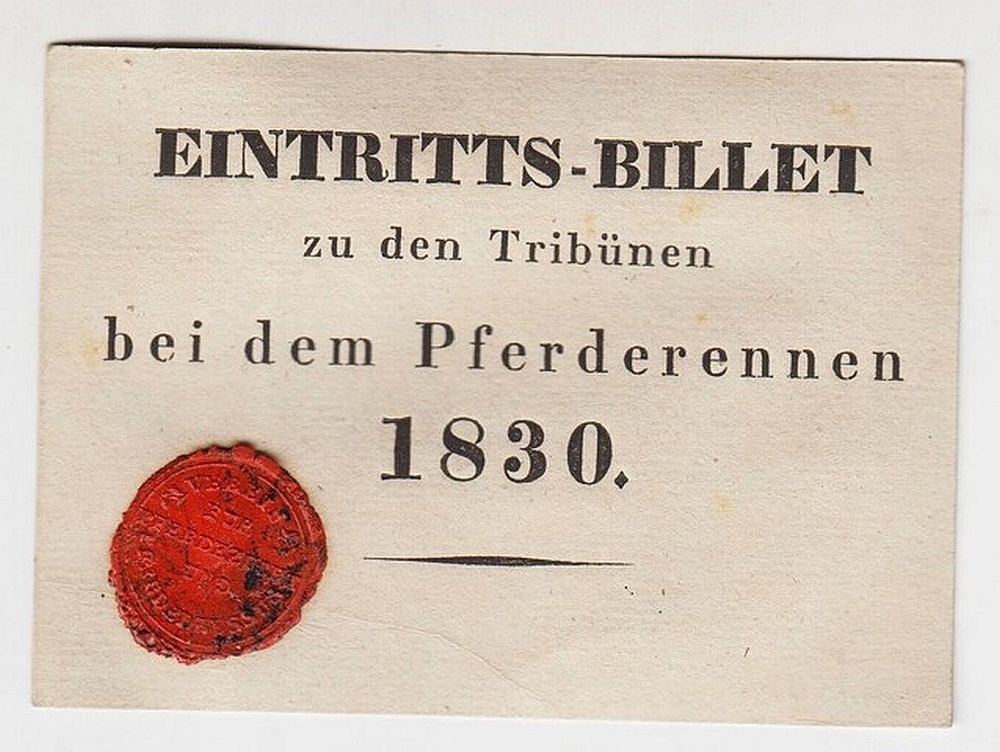 EINTRITTS-BILLET
zu den Tribünen
bei dem Pferderennen
1830.